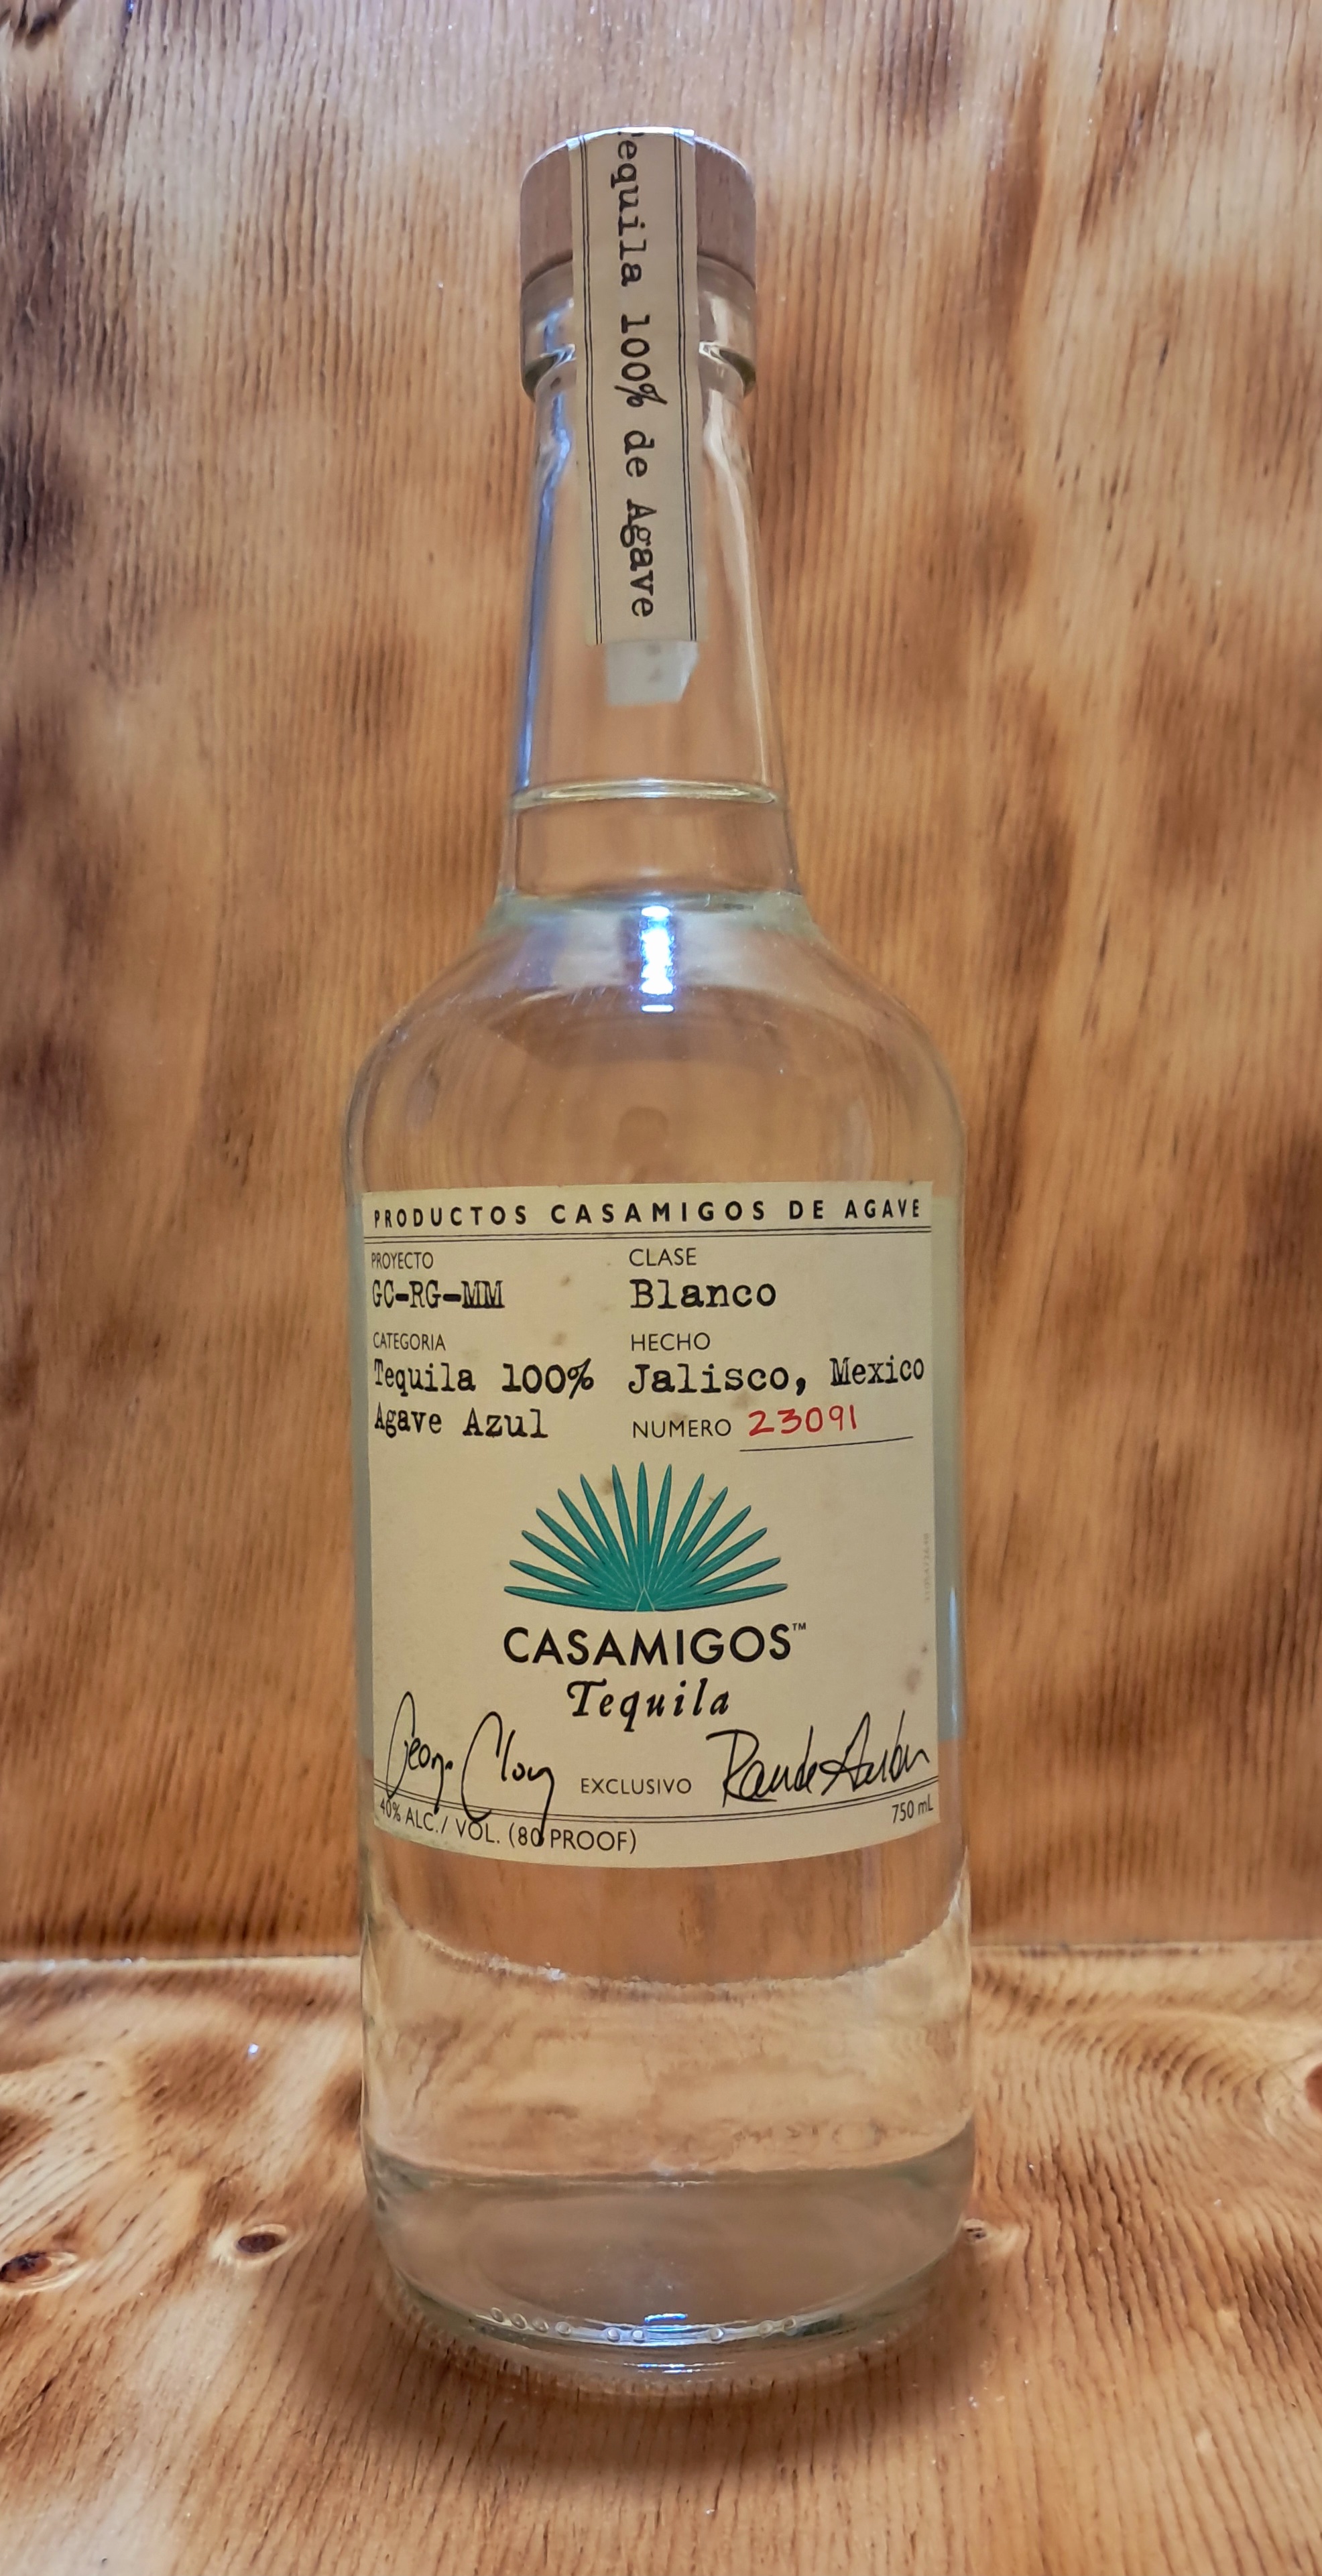 equila 100% de Agave
PRODUCTOS CASAMIGOS DE AGAVE
PROYECTO
GC-RG-MM
CLASE
Blanco
CATEGORIA
Tequila 100%
Agave Azul
HECHO
Jalisco, Mexico
NUMERO 23091
CASAMIGOS™
Tequila
EXCLUSIVO
40% ALC./ VOL. (80 PROOF)
750 mL